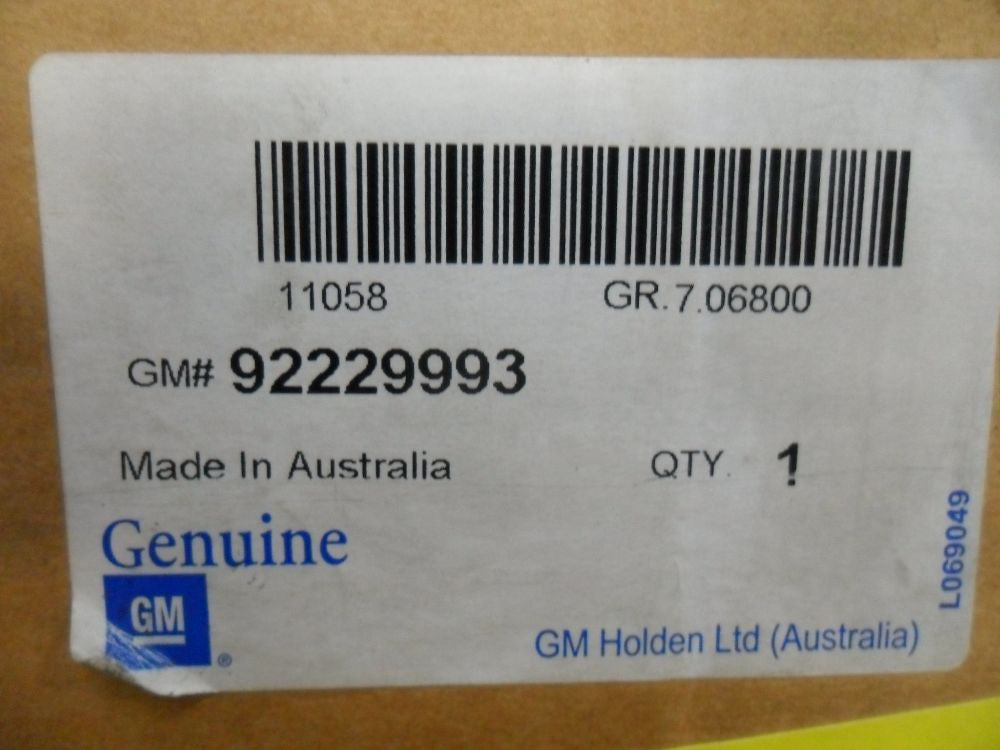 11058 GR.7.06800
GM# 92229993
Made In Australia QTY. 1
Genuine
GM ®
GM Holden Ltd (Australia)
L069049